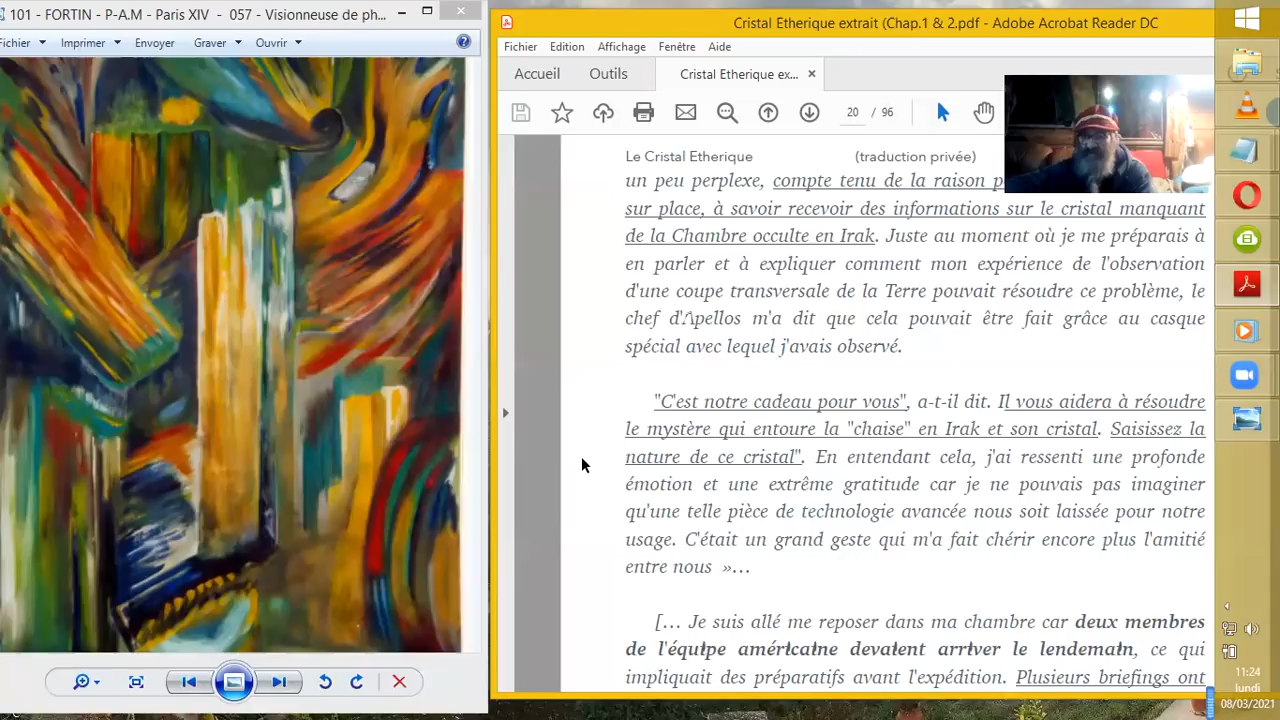 101 - FORTIN - P-A.M - Paris XIV - 057 - Visionneuse de ph...
Fichier Imprimer Envoyer Graver Ouvrir
Cristal Etherique extrait (Chap.1 & 2.pdf - Adobe Acrobat Reader DC
Fichier Edition Affichage Fenêtre Aide
Accueil Outils Cristal Etherique ex...
20 / 96
Le Cristal Etherique (traduction privée)
un peu perplexe, compte tenu de la raison
sur place, à savoir recevoir des informations sur le cristal manquant
de la Chambre occulte en Irak. Juste au moment où je me préparais à
en parler et à expliquer comment mon expérience de l'observation
d'une coupe transversale de la Terre pouvait résoudre ce problème, le
chef d'Apellos m'a dit que cela pouvait être fait grâce au casque
spécial avec lequel j'avais observé.
"C'est notre cadeau pour vous", a-t-il dit. Il vous aidera à résoudre
le mystère qui entoure la "chaise" en Irak et son cristal. Saisissez la
nature de ce cristal". En entendant cela, j'ai ressenti une profonde
émotion et une extrême gratitude car je ne pouvais pas imaginer
qu'une telle pièce de technologie avancée nous soit laissée pour notre
usage. C'était un grand geste qui m'a fait chérir encore plus l'amitié
entre nous »...
[... Je suis allé me reposer dans ma chambre car deux membres
de l'équipe américaine devaient arriver le lendemain, ce qui
impliquait des préparatifs avant l'expédition. Plusieurs briefings ont
11:24
lundi
08/03/2021